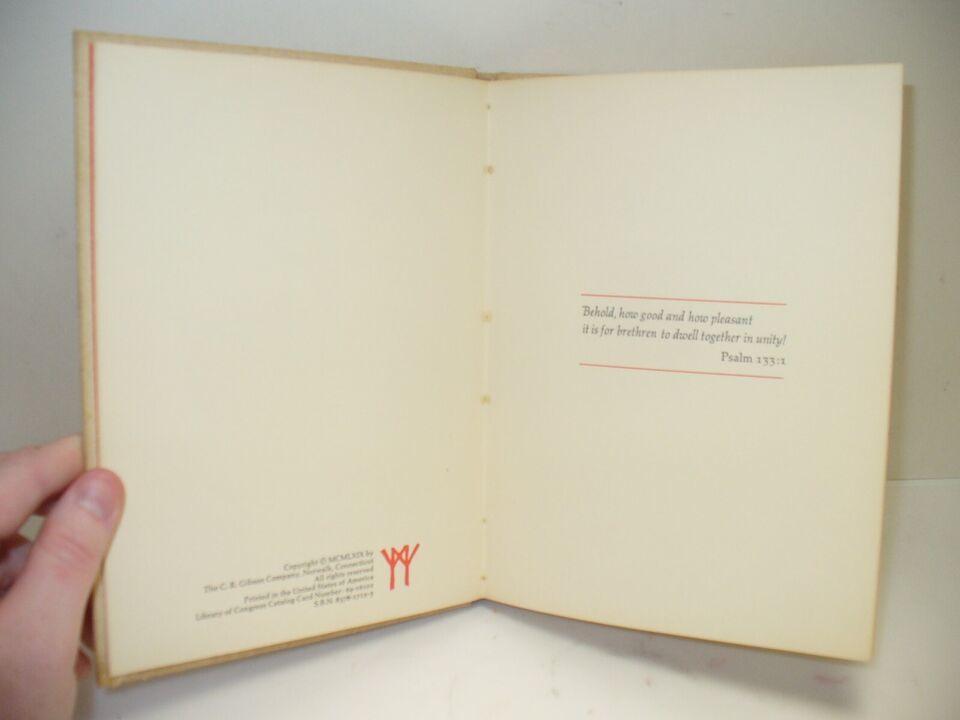 Copyright © MCMLXIX by
The C. R. Gibson Company, Norwalk, Connecticut
All rights reserved
Printed in the United States of America
Library of Congress Catalog Card Number:
S.B.N.
Behold, how good and how pleasant
it is for brethren to dwell together in unity!
Psalm 133:1